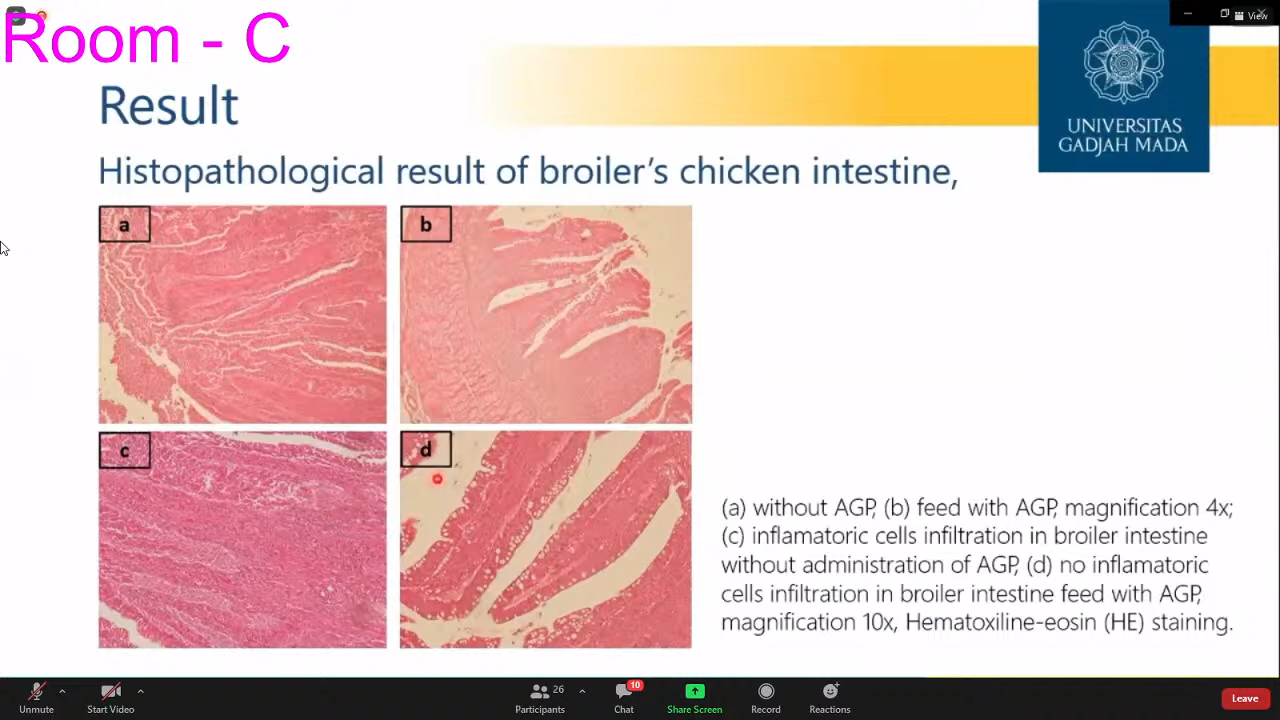 Room - C
View
Result
UNIVERSITAS
GADJAH MADA
Histopathological result of broiler's chicken intestine,
a
b
c
d
(a) without AGP, (b) feed with AGP, magnification 4x;
(c) inflamatoric cells infiltration in broiler intestine
without administration of AGP, (d) no inflamatoric
cells infiltration in broiler intestine feed with AGP,
magnification 10x, Hematoxiline-eosin (HE) staining.
Unmute
Start Video
26
Participants
10
Chat
Share Screen
Record
Reactions
Leave